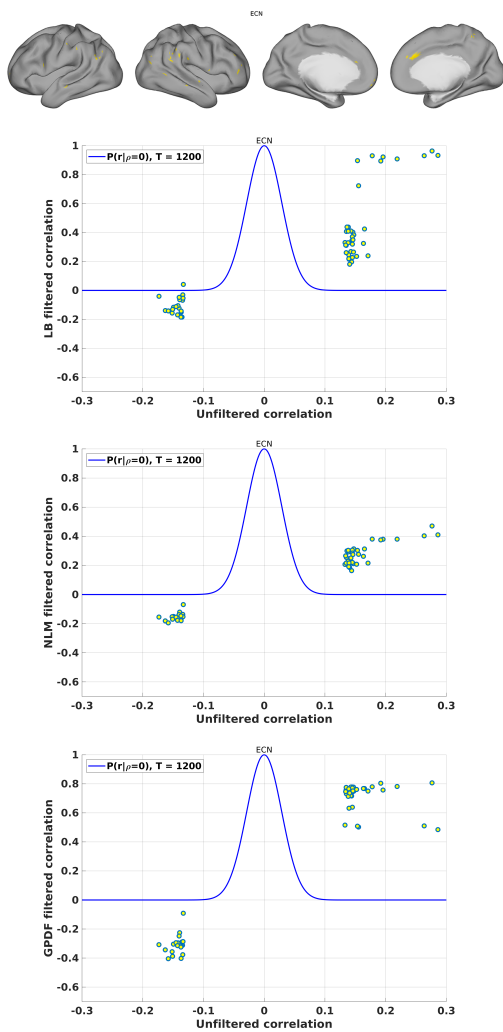 ECN
ECN
P(r|ρ=0), T = 1200
LB filtered correlation
1
0.8
0.6
0.4
0.2
0
-0.2
-0.4
-0.6
-0.3 -0.2 -0.1 0 0.1 0.2 0.3
Unfiltered correlation
ECN
P(r|ρ=0), T = 1200
NLM filtered correlation
1
0.8
0.6
0.4
0.2
0
-0.2
-0.4
-0.6
-0.3 -0.2 -0.1 0 0.1 0.2 0.3
Unfiltered correlation
ECN
P(r|ρ=0), T = 1200
GPDF filtered correlation
1
0.8
0.6
0.4
0.2
0
-0.2
-0.4
-0.6
-0.3 -0.2 -0.1 0 0.1 0.2 0.3
Unfiltered correlation